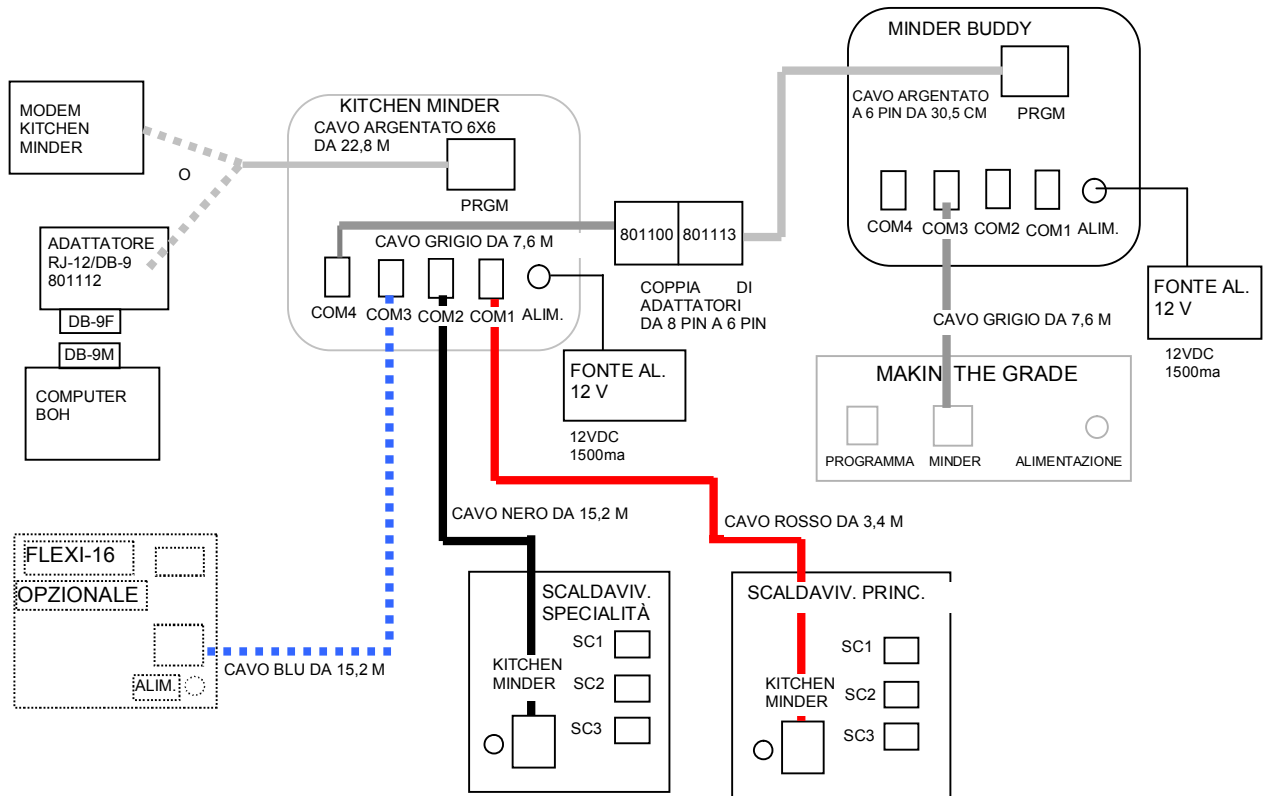 MINDER BUDDY
CAVO ARGENTATO
A 6 PIN DA 30,5 CM
PRGM
COM4
COM3
COM2
COM1
ALIM.
FONTE AL.
12 V
12VDC
1500ma
MODEM
KITCHEN
MINDER
O
KITCHEN MINDER
CAVO ARGENTATO 6X6
DA 22,8 M
PRGM
CAVO GRIGIO DA 7,6 M
COM4
COM3
COM2
COM1
ALIM.
801100
801113
COPPIA DI
ADATTATORI
DA 8 PIN A 6 PIN
ADATTATORE
RJ-12/DB-9
801112
DB-9F
DB-9M
COMPUTER
BOH
FONTE AL.
12 V
12VDC
1500ma
CAVO GRIGIO DA 7,6 M
MAKIN THE GRADE
PROGRAMMA
MINDER
ALIMENTAZIONE
CAVO NERO DA 15,2 M
CAVO ROSSO DA 3,4 M
FLEXI-16
OPZIONALE
ALIM.
CAVO BLU DA 15,2 M
SCALDAVIV.
SPECIALITÀ
SC1
SC2
SC3
KITCHEN
MINDER
SCALDAVIV. PRINC.
SC1
SC2
SC3
KITCHEN
MINDER